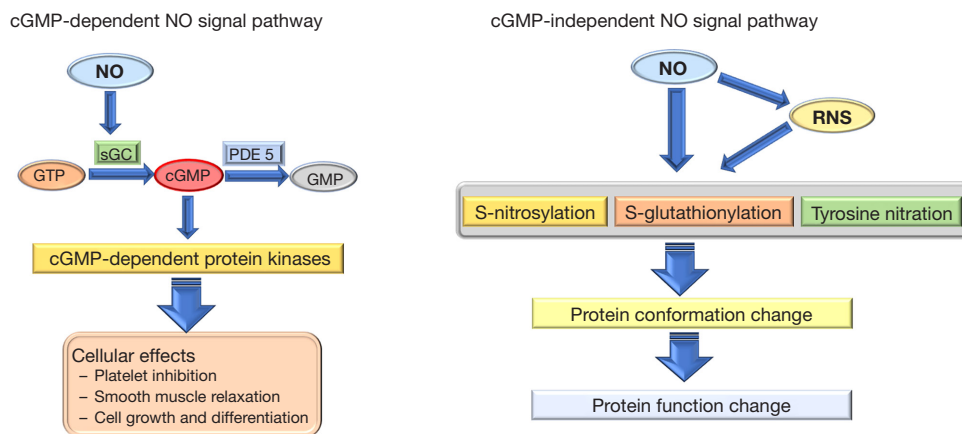 cGMP-dependent NO signal pathway
NO
sGC
PDE 5
GTP
cGMP
GMP
cGMP-dependent protein kinases
Cellular effects
– Platelet inhibition
– Smooth muscle relaxation
– Cell growth and differentiation
cGMP-independent NO signal pathway
NO
RNS
S-nitrosylation
S-glutathionylation
Tyrosine nitration
Protein conformation change
Protein function change